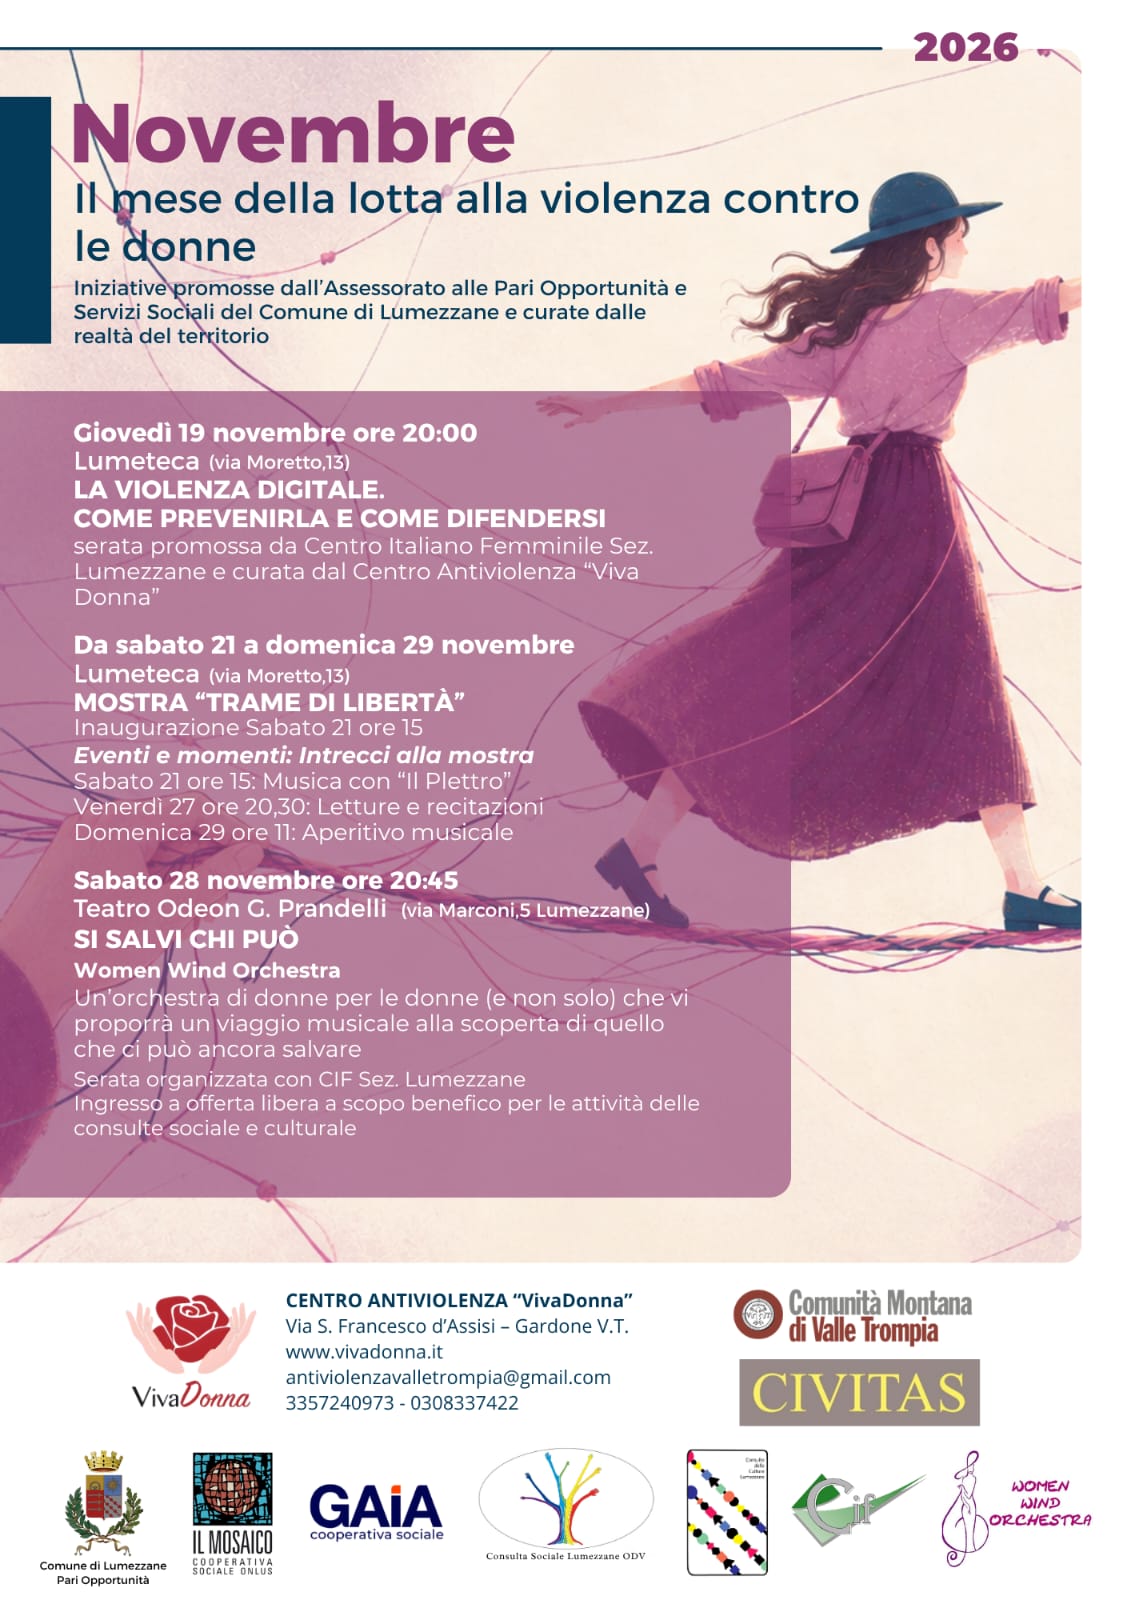 2026
Novembre
Il mese della lotta alla violenza contro
le donne
Iniziative promosse dall'Assessorato alle Pari Opportunità e
Servizi Sociali del Comune di Lumezzane e curate dalle
realtà del territorio
Giovedì 19 novembre ore 20:00
Lumeteca (via Moretto,13)
LA VIOLENZA DIGITALE.
COME PREVENIRLA E COME DIFENDERSI
serata promossa da Centro Italiano Femminile Sez.
Lumezzane e curata dal Centro Antiviolenza “Viva
Donna”
Da sabato 21 a domenica 29 novembre
Lumeteca (via Moretto,13)
MOSTRA “TRAME DI LIBERTÀ”
Inaugurazione Sabato 21 ore 15
Eventi e momenti: Intrecci alla mostra
Sabato 21 ore 15: Musica con “Il Plettro”
Venerdì 27 ore 20,30: Letture e recitazioni
Domenica 29 ore 11: Aperitivo musicale
Sabato 28 novembre ore 20:45
Teatro Odeon G. Prandelli (via Marconi,5 Lumezzane)
SI SALVI CHI PUÒ
Women Wind Orchestra
Un'orchestra di donne per le donne (e non solo) che vi
proporrà un viaggio musicale alla scoperta di quello
che ci può ancora salvare
Serata organizzata con CIF Sez. Lumezzane
Ingresso a offerta libera a scopo benefico per le attività delle
consulte sociale e culturale
VivaDonna
CENTRO ANTIVIOLENZA “VivaDonna”
Via S. Francesco d'Assisi – Gardone V.T.
www.vivadonna.it
antiviolenzavalletrompia@gmail.com
3357240973 - 0308337422
Comunità Montana
di Valle Trompia
CIVITAS
Comune di Lumezzane
Pari Opportunità
IL MOSAICO
COOPERATIVA
SOCIALE ONLUS
GAiA
cooperativa sociale
Consulta Sociale Lumezzane ODV
Consulta
della
Cultura
Lumezzane
Cif
WOMEN
WIND
ORCHESTRA